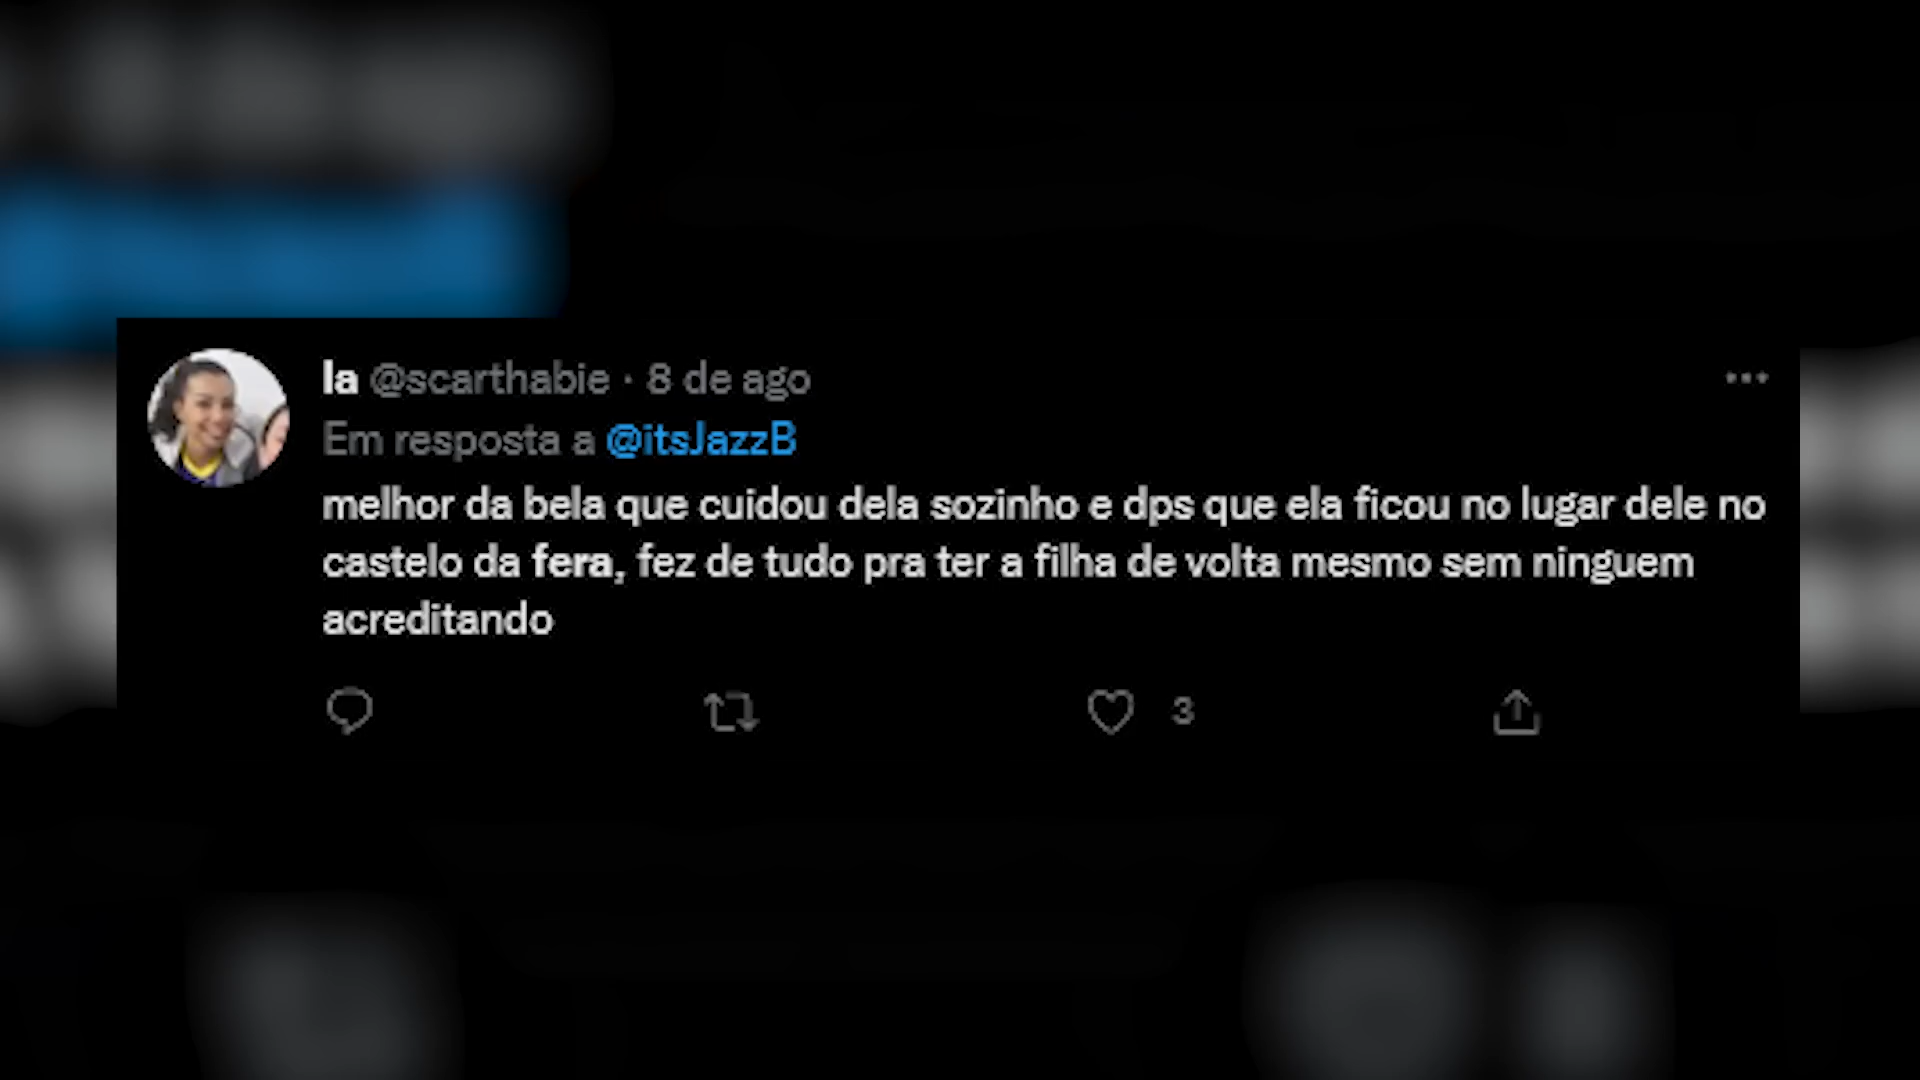 la @scarthabie · 8 de ago
Em resposta a @itsJazzB
melhor da bela que cuidou dela sozinho e dps que ela ficou no lugar dele no
castelo da fera, fez de tudo pra ter a filha de volta mesmo sem ninguem
acreditando
3